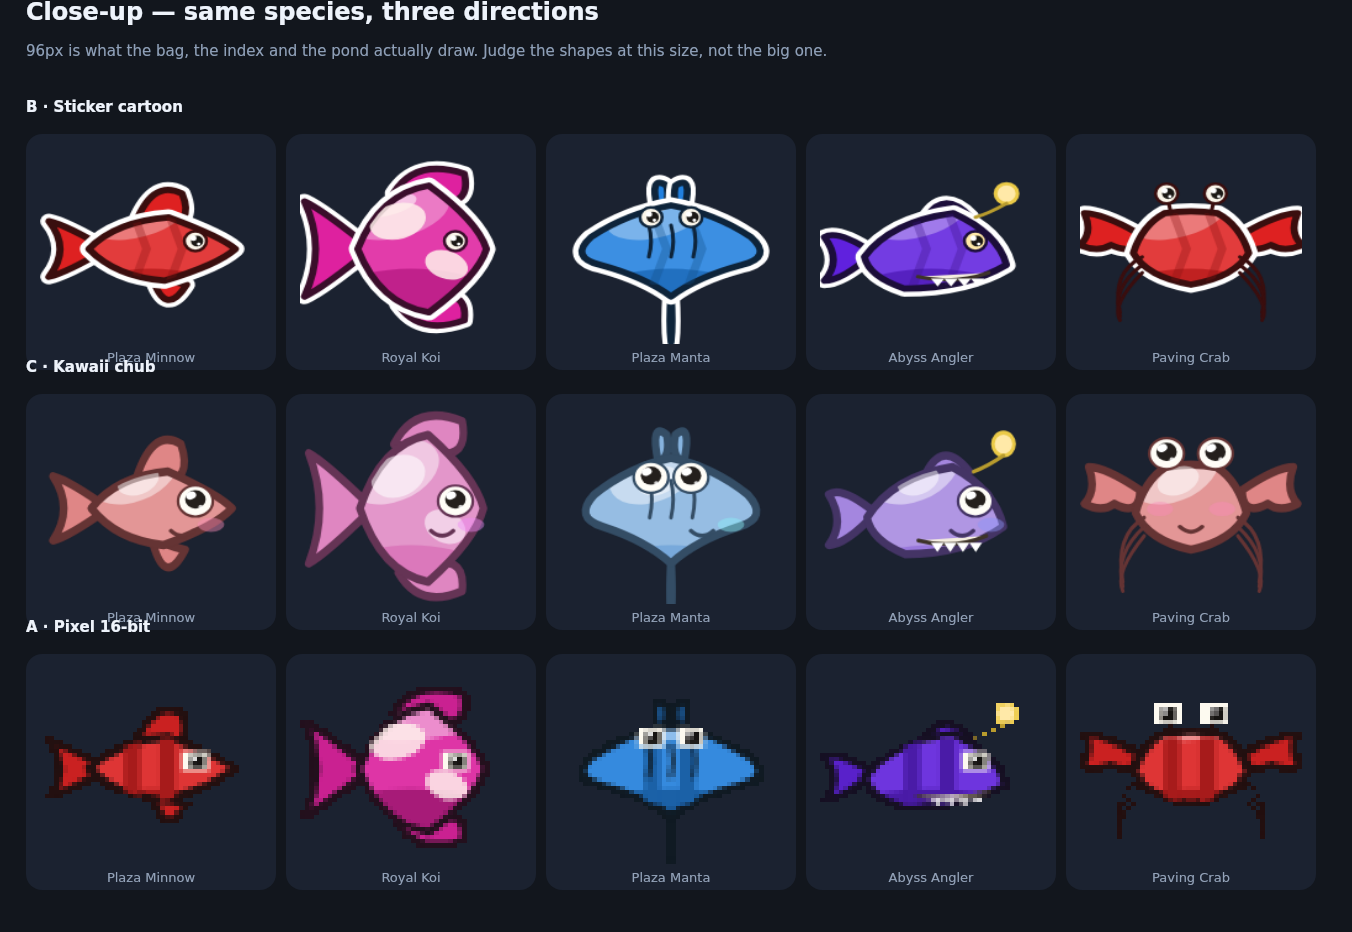 Close-up — same species, three directions
96px is what the bag, the index and the pond actually draw. Judge the shapes at this size, not the big one.
B · Sticker cartoon
Plaza Minnow
Royal Koi
Plaza Manta
Abyss Angler
Paving Crab
C · Kawaii chub
Plaza Minnow
Royal Koi
Plaza Manta
Abyss Angler
Paving Crab
A · Pixel 16-bit
Plaza Minnow
Royal Koi
Plaza Manta
Abyss Angler
Paving Crab